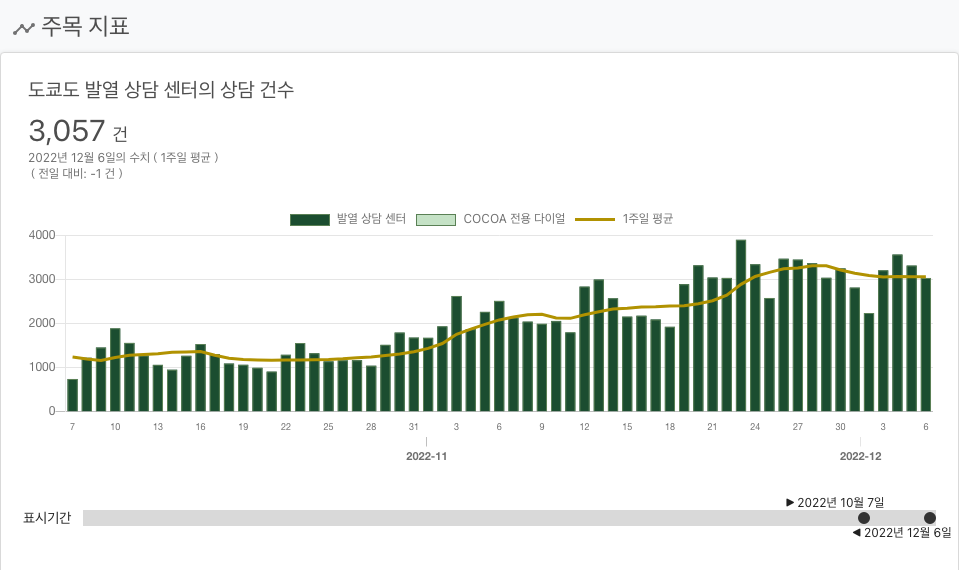 주목 지표
도쿄도 발열 상담 센터의 상담 건수
3,057 건
2022년 12월 6일의 수치 ( 1주일 평균 )
( 전일 대비: -1 건 )
발열 상담 센터 COCOA 전용 다이얼 1주일 평균
4000
3000
2000
1000
0
7 10 13 16 19 22 25 28 31 3 6 9 12 15 18 21 24 27 30 3 6
2022-11 2022-12
▶ 2022년 10월 7일
표시기간
◀ 2022년 12월 6일